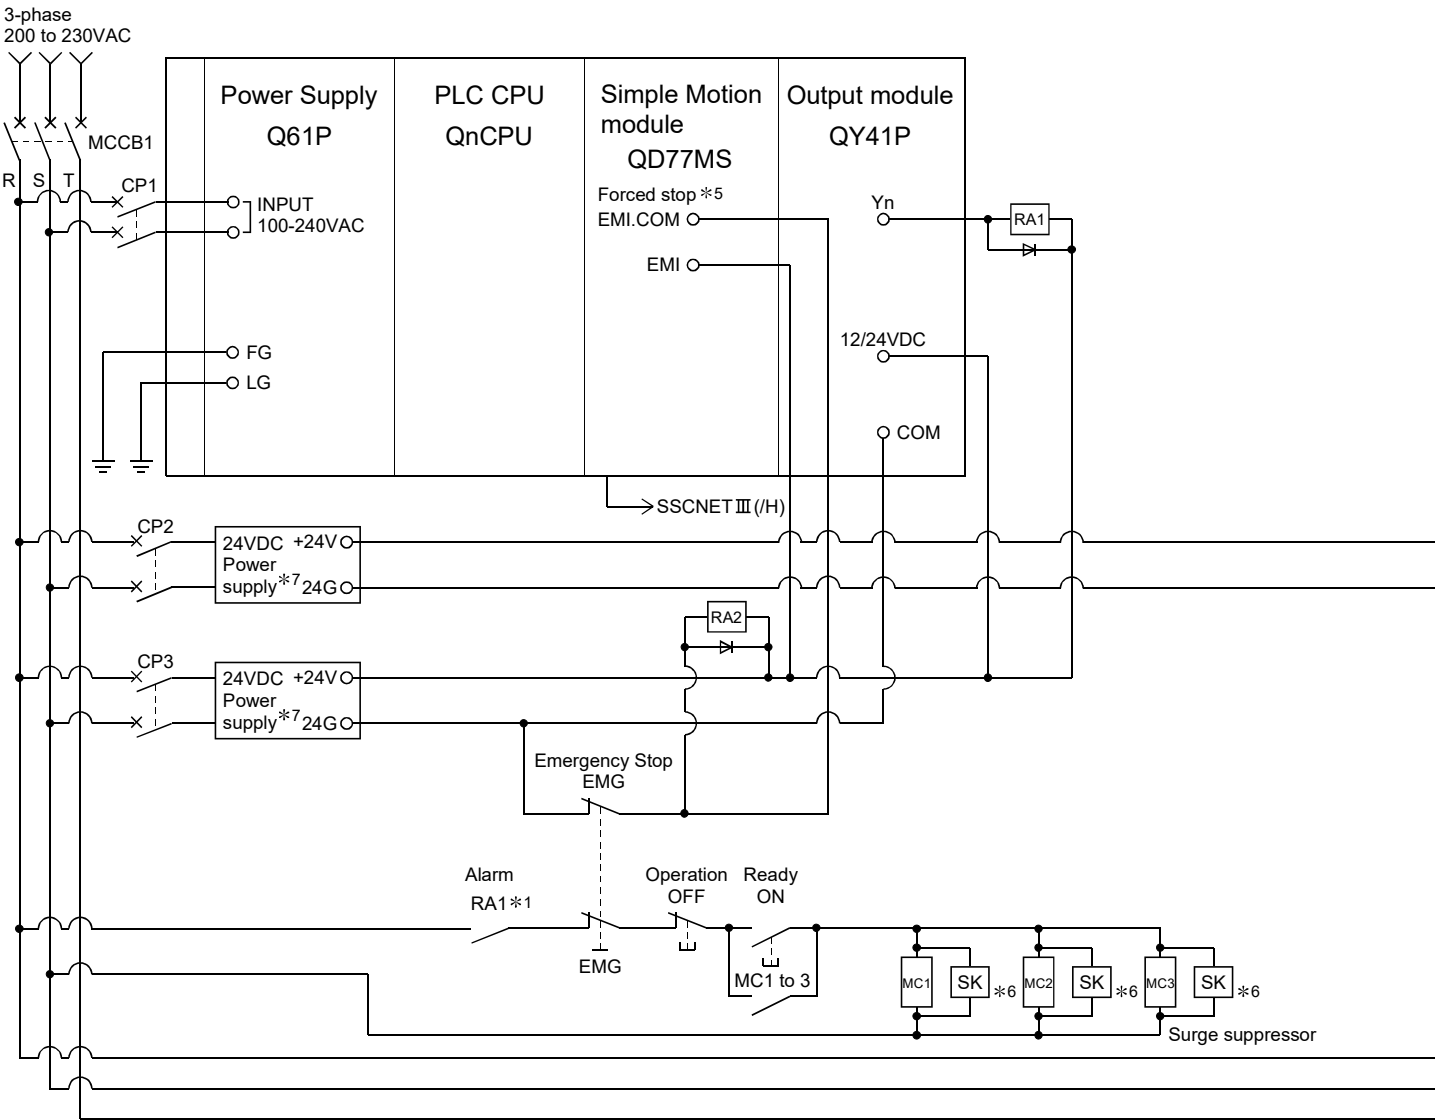 3-phase
200 to 230VAC
MCCB1
R S T
CP1
Power Supply
Q61P
INPUT
100-240VAC
FG
LG
PLC CPU
QnCPU
Simple Motion
module
QD77MS
Forced stop *5
EMI.COM
EMI
Output module
QY41P
Yn
12/24VDC
COM
RA1
SSCNETⅢ(/H)
CP2
24VDC +24V
Power
supply*7 24G
RA2
CP3
24VDC +24V
Power
supply*7 24G
Emergency Stop
EMG
Alarm
RA1*1
EMG
Operation
OFF
Ready
ON
MC1 to 3
MC1
SK
*6
MC2
SK
*6
MC3
SK
*6
Surge suppressor